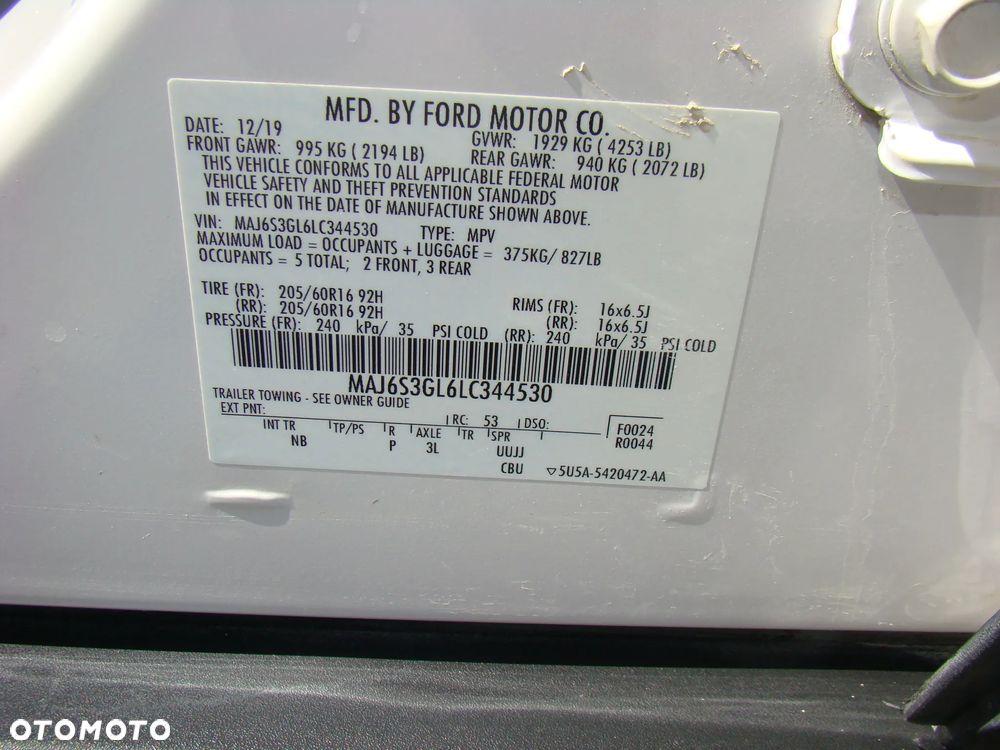 MFD. BY FORD MOTOR CO.
DATE: 12/19 GVWR: 1929 KG ( 4253 LB)
FRONT GAWR: 995 KG ( 2194 LB) REAR GAWR: 940 KG ( 2072 LB)
THIS VEHICLE CONFORMS TO ALL APPLICABLE FEDERAL MOTOR
VEHICLE SAFETY AND THEFT PREVENTION STANDARDS
IN EFFECT ON THE DATE OF MANUFACTURE SHOWN ABOVE.
VIN: MAJ6S3GL6LC344530 TYPE: MPV
MAXIMUM LOAD = OCCUPANTS + LUGGAGE = 375KG/ 827LB
OCCUPANTS = 5 TOTAL; 2 FRONT, 3 REAR
TIRE (FR): 205/60R16 92H RIMS (FR): 16x6.5J
(RR): 205/60R16 92H (RR): 16x6.5J
PRESSURE (FR): 240 kPa/ 35 PSI COLD (RR): 240 kPa/ 35 PSI COLD
MAJ6S3GL6LC344530
TRAILER TOWING - SEE OWNER GUIDE
EXT PNT: RC: 53 DSO: F0024
INT TR TP/PS R AXLE TR SPR R0044
NB P 3L UUJJ
CBU 5U5A-5420472-AA
OTOMOTO